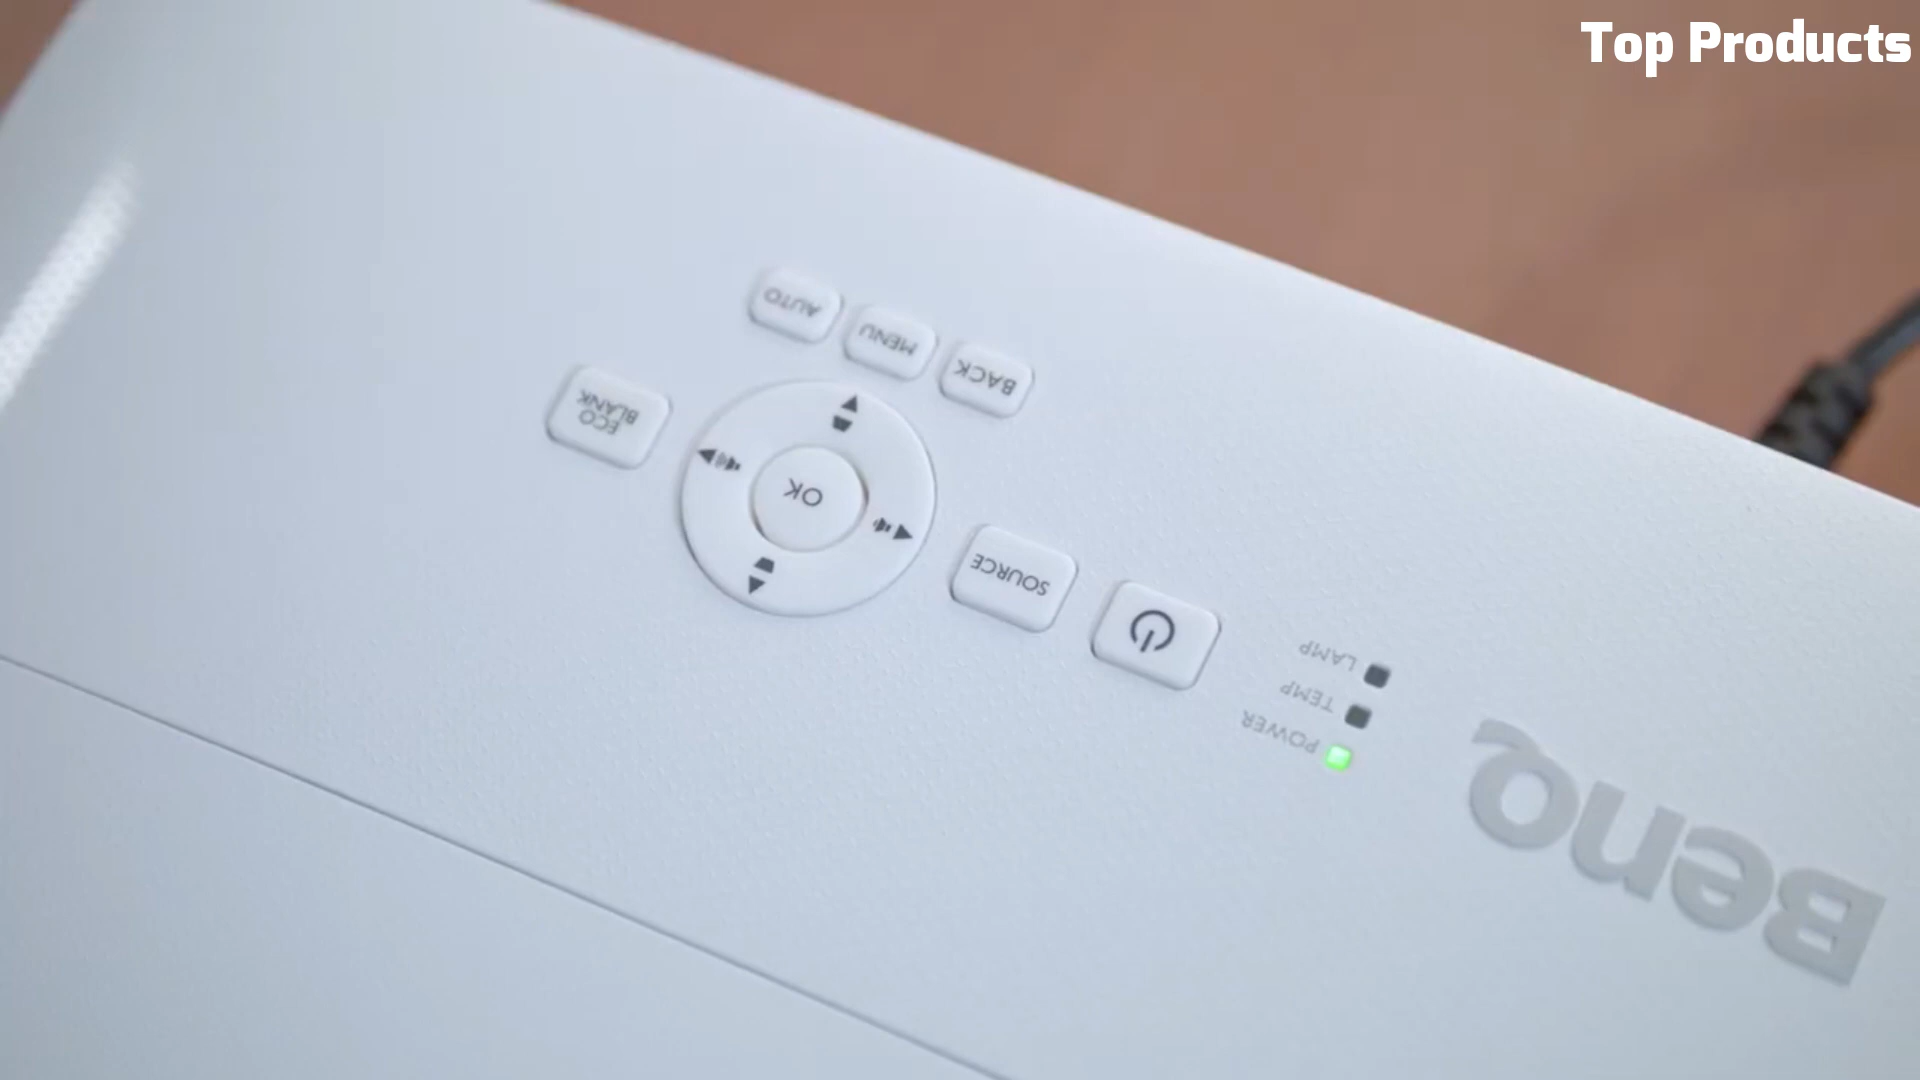 Top Products
AUTO
MENU
BACK
ECO
BLANK
OK
SOURCE
LAMP
TEMP
POWER
BenQ